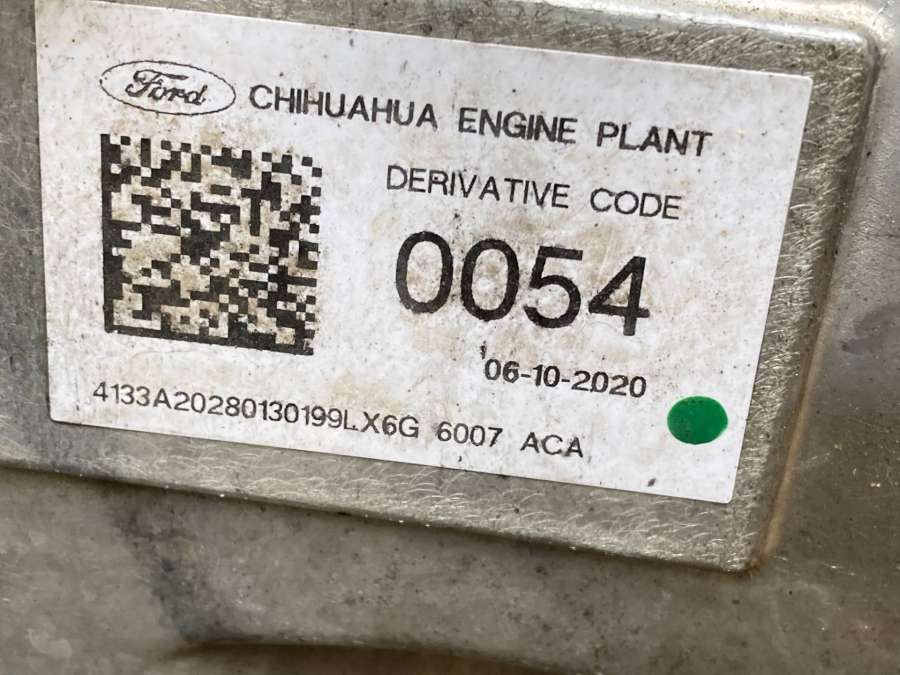 Ford CHIHUAHUA ENGINE PLANT
DERIVATIVE CODE
0054
06-10-2020
4133A20280130199LX6G 6007 ACA